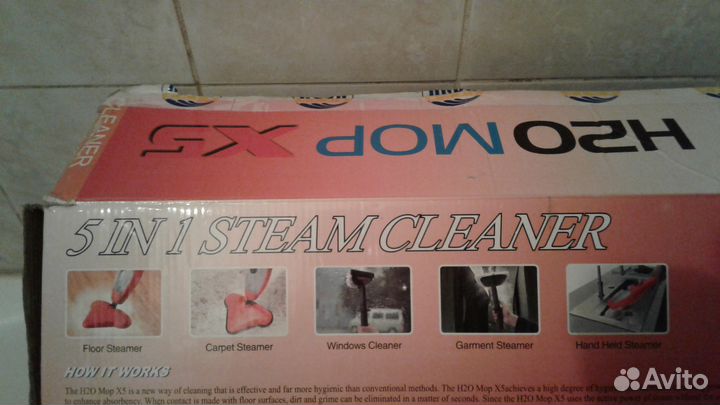 H2O MOP X5
CLEANER
5 IN 1 STEAM CLEANER
Floor Steamer
Carpet Steamer
Windows Cleaner
Garment Steamer
Hand Held Steamer
HOW IT WORKS
The H2O Mop X5 is a new way of cleaning that is effective and far more hygienic than conventional methods. The H2O Mop X5achieves a high degree of
to enhance absorbency. When contact is made with floor surfaces, dirt and grime can be eliminated in a matter of seconds. Since the H2O Mop X5 uses the
Avito